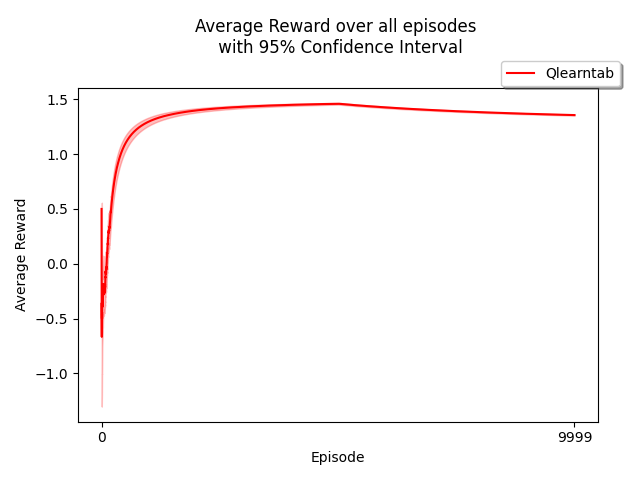 Average Reward over all episodes
with 95% Confidence Interval
Qlearntab
1.5
1.0
0.5
0.0
−0.5
−1.0
Average Reward
0
9999
Episode